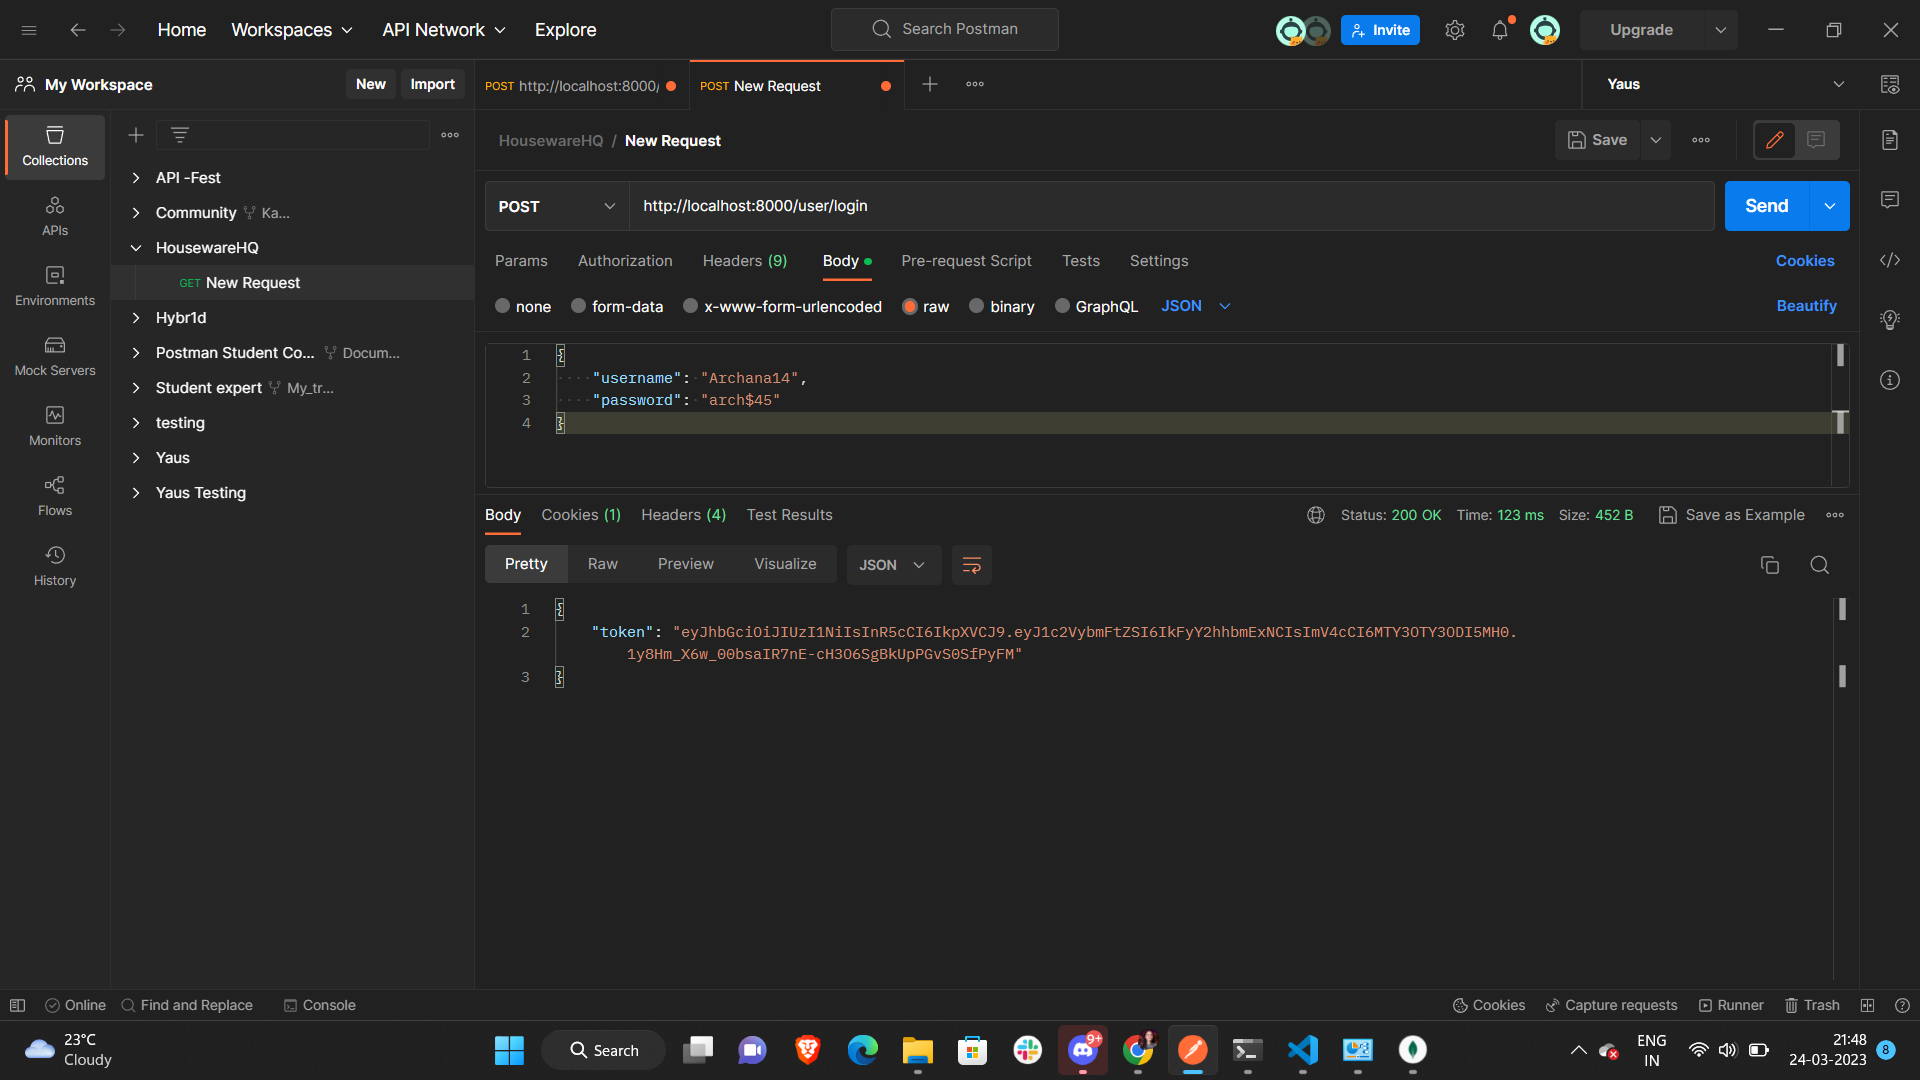 Home
Workspaces
API Network
Explore
Search Postman
Invite
Upgrade
My Workspace
New
Import
POST http://localhost:8000/
POST New Request
Yaus
HousewareHQ / New Request
Save
Collections
APIs
Environments
Mock Servers
Monitors
Flows
History
API -Fest
Community Ka...
HousewareHQ
GET New Request
Hybr1d
Postman Student Co... Docum...
Student expert My_tr...
testing
Yaus
Yaus Testing
POST
http://localhost:8000/user/login
Send
Params Authorization Headers (9) Body Pre-request Script Tests Settings
Cookies
none form-data x-www-form-urlencoded raw binary GraphQL JSON
Beautify
1 {
2 "username": "Archana14",
3 "password": "arch$45"
4 }
Body Cookies (1) Headers (4) Test Results
Status: 200 OK Time: 123 ms Size: 452 B Save as Example
Pretty Raw Preview Visualize JSON
1 {
2 "token": "eyJhbGciOiJIUzI1NiIsInR5cCI6IkpXVCJ9.eyJ1c2VybmFtZSI6IkFyY2hhbmExNCIsImV4cCI6MTY3OTY3ODI5MH0.
1y8Hm_X6w_00bsaIR7nE-cH3O6SgBkUpPGvS0SfPyFM"
3 }
Online
Find and Replace
Console
Cookies
Capture requests
Runner
Trash
23°C
Cloudy
Search
9+
ENG
IN
21:48
24-03-2023
8